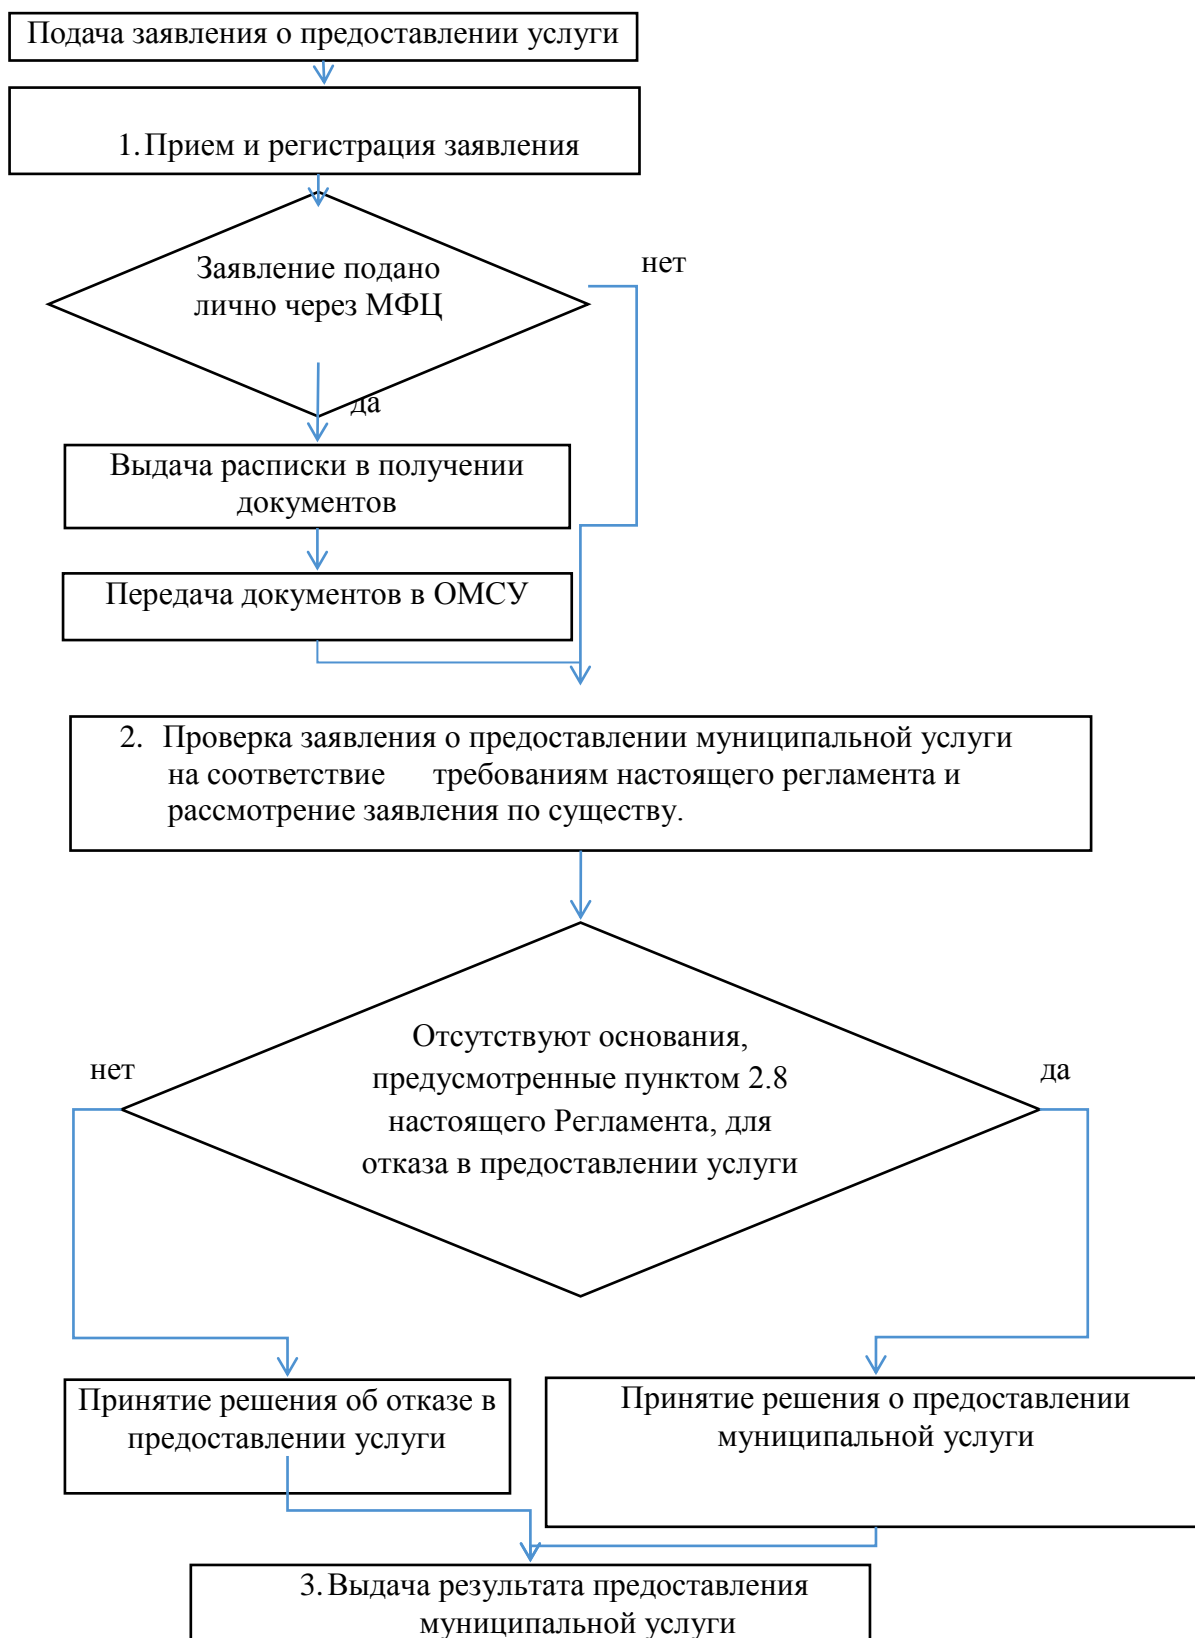 Подача заявления о предоставлении услуги
1. Прием и регистрация заявления
Заявление подано
лично через МФЦ
нет
да
Выдача расписки в получении
документов
Передача документов в ОМСУ
2. Проверка заявления о предоставлении муниципальной услуги
на соответствие требованиям настоящего регламента и
рассмотрение заявления по существу.
Отсутствуют основания,
предусмотренные пунктом 2.8
настоящего Регламента, для
отказа в предоставлении услуги
нет
да
Принятие решения об отказе в
предоставлении услуги
Принятие решения о предоставлении
муниципальной услуги
3. Выдача результата предоставления
муниципальной услуги